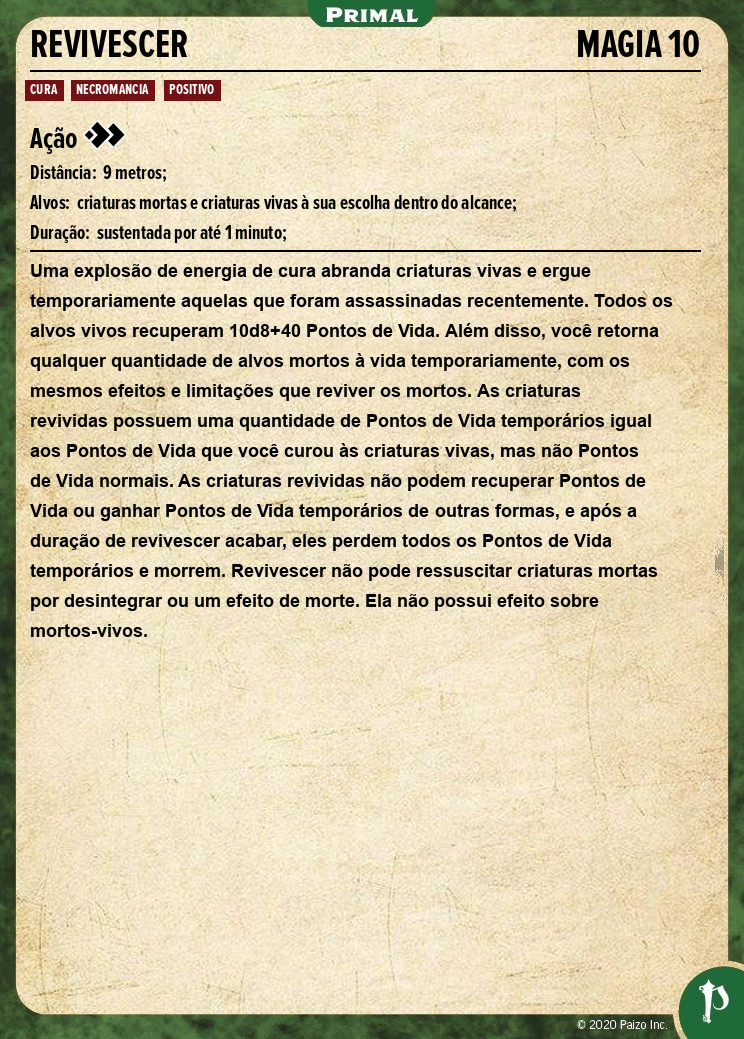 PRIMAL
REVIVESCER MAGIA 10
CURA NECROMANCIA POSITIVO
Ação
Distância: 9 metros;
Alvos: criaturas mortas e criaturas vivas à sua escolha dentro do alcance;
Duração: sustentada por até 1 minuto;
Uma explosão de energia de cura abranda criaturas vivas e ergue
temporariamente aquelas que foram assassinadas recentemente. Todos os
alvos vivos recuperam 10d8+40 Pontos de Vida. Além disso, você retorna
qualquer quantidade de alvos mortos à vida temporariamente, com os
mesmos efeitos e limitações que reviver os mortos. As criaturas
revividas possuem uma quantidade de Pontos de Vida temporários igual
aos Pontos de Vida que você curou às criaturas vivas, mas não Pontos
de Vida normais. As criaturas revividas não podem recuperar Pontos de
Vida ou ganhar Pontos de Vida temporários de outras formas, e após a
duração de revivescer acabar, eles perdem todos os Pontos de Vida
temporários e morrem. Revivescer não pode ressuscitar criaturas mortas
por desintegrar ou um efeito de morte. Ela não possui efeito sobre
mortos-vivos.
© 2020 Paizo Inc.
P